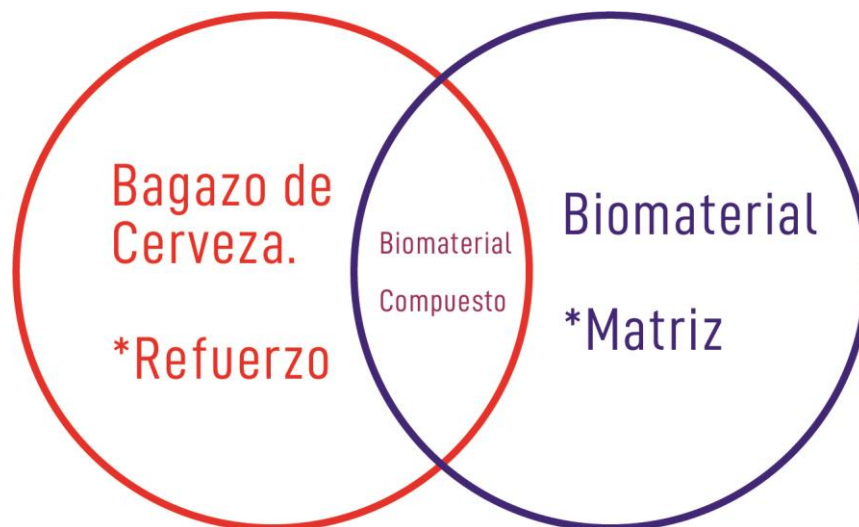 Bagazo de
Cerveza.
*Refuerzo
Biomaterial
Compuesto
Biomaterial
*Matriz